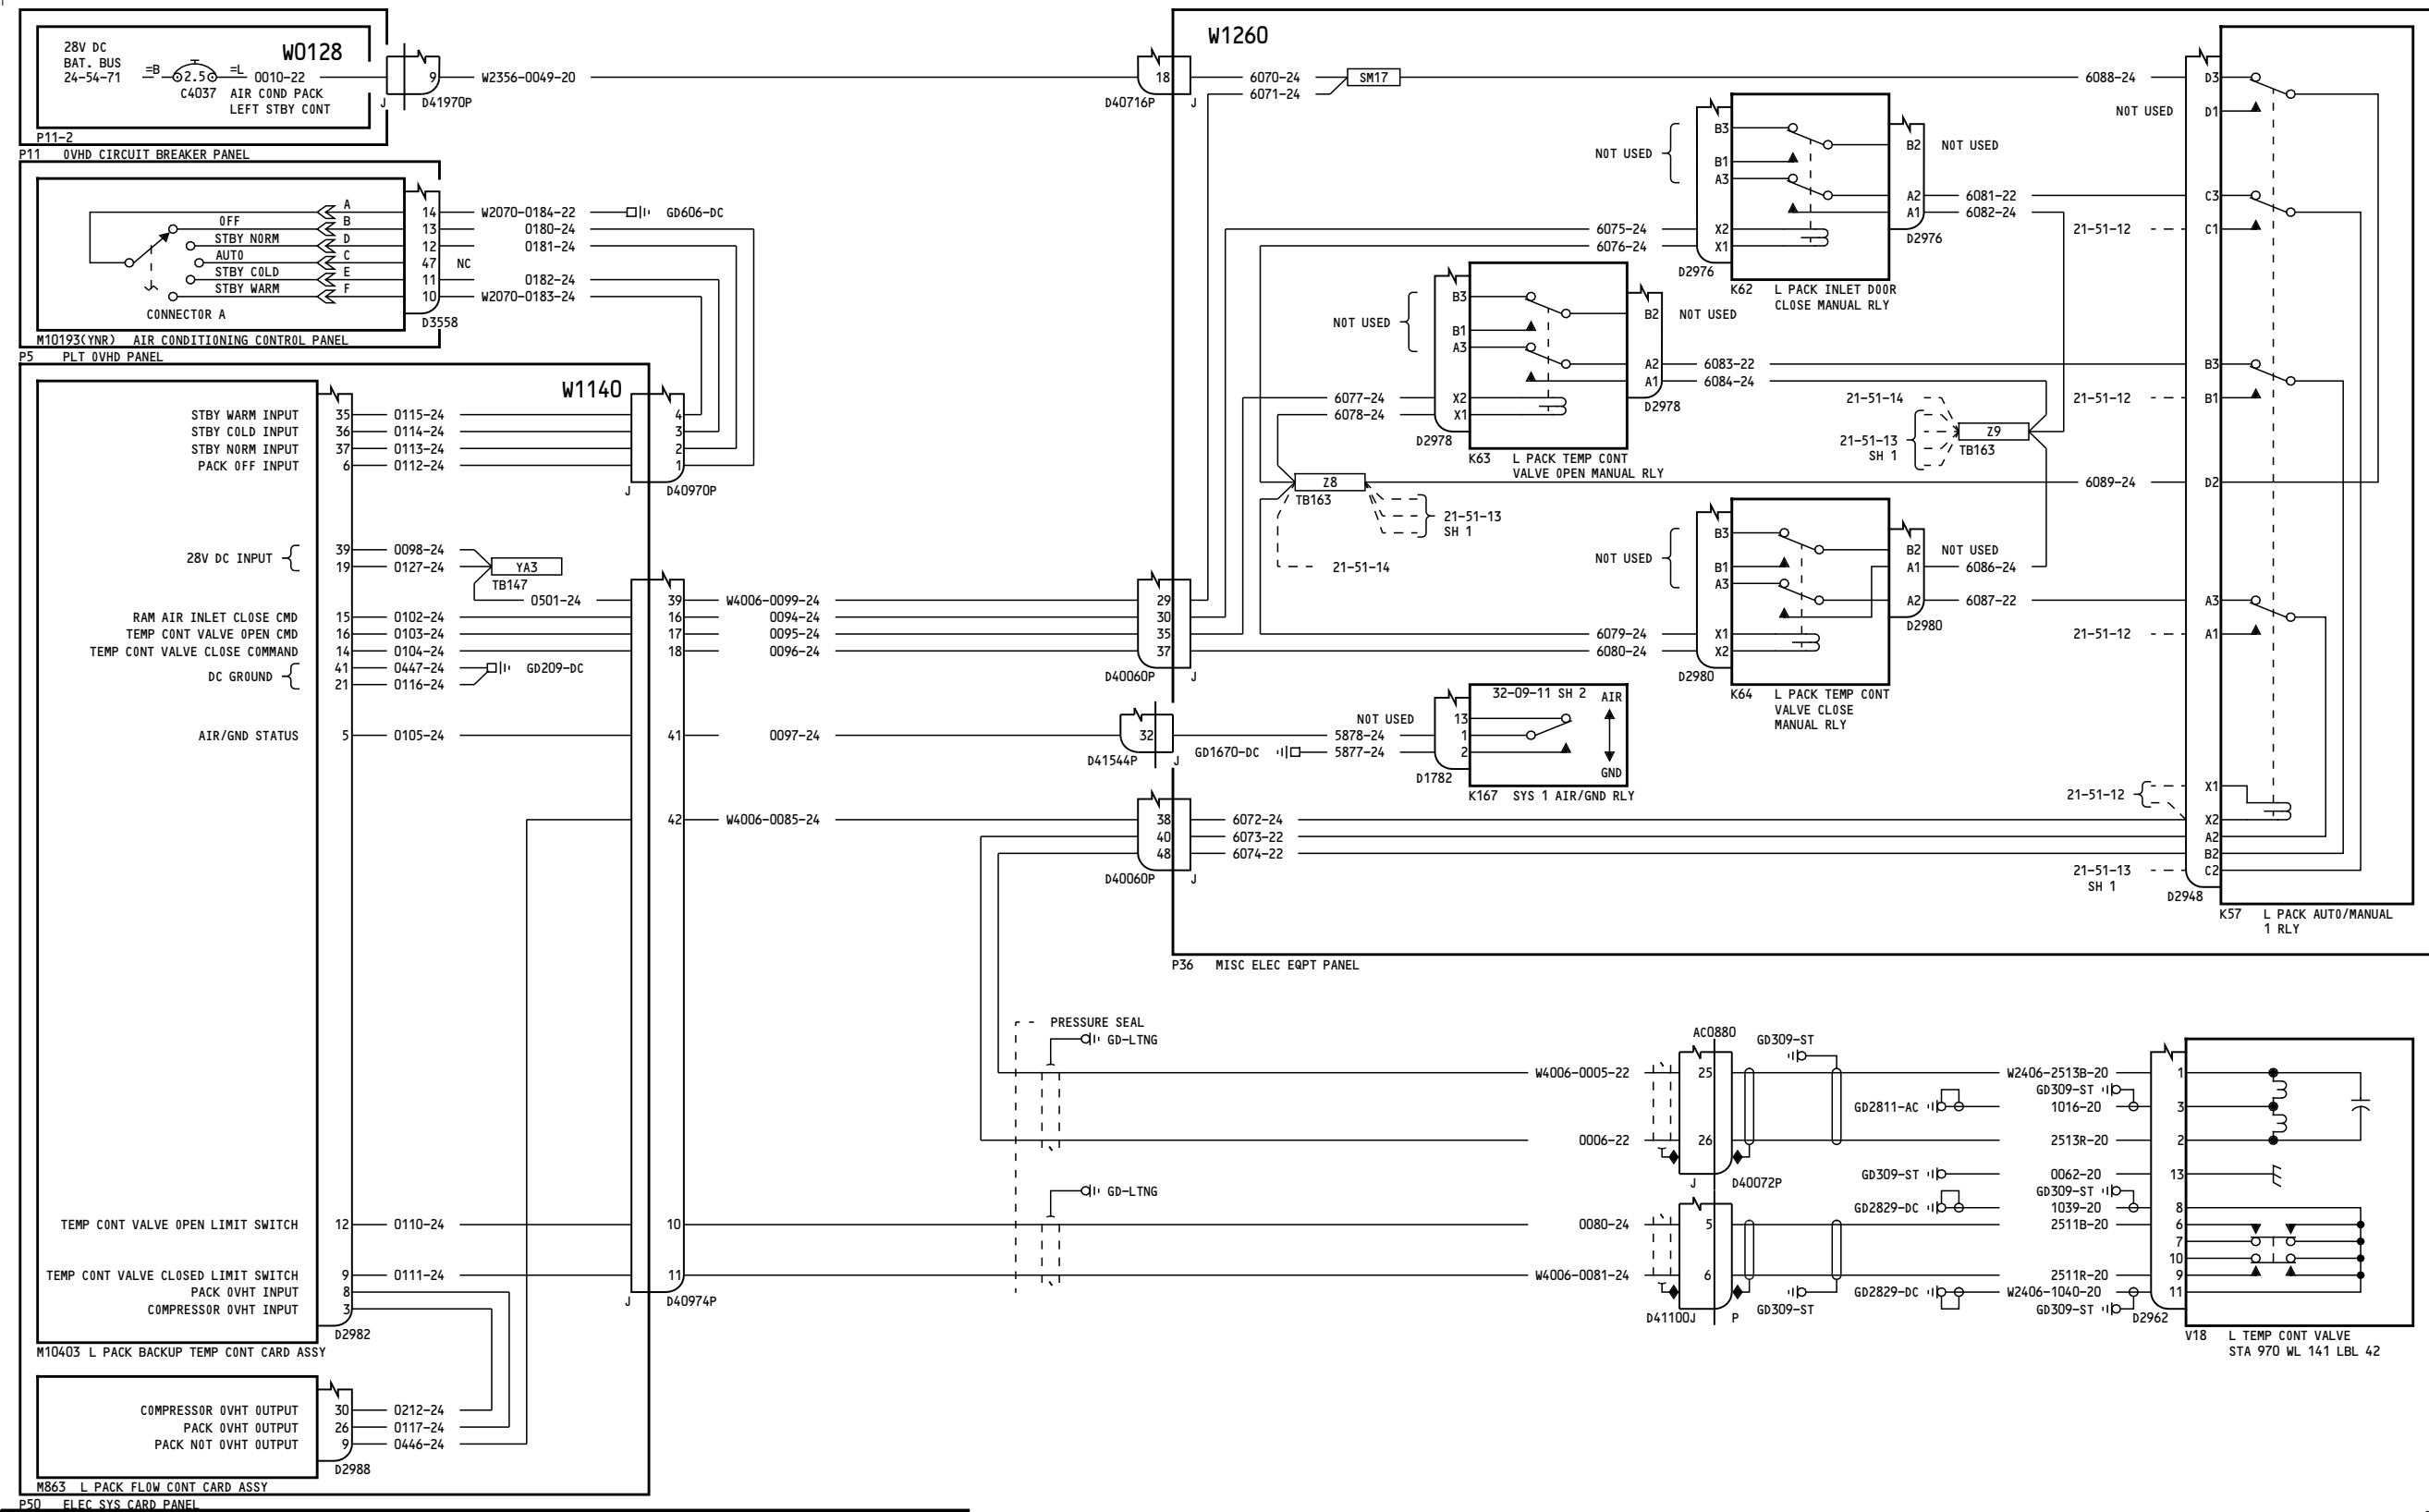 28V DC
BAT. BUS
24-54-71
=B
2.5
=L
C4037
W0128
0010-22
AIR COND PACK
LEFT STBY CONT
P11-2
P11 OVHD CIRCUIT BREAKER PANEL
9
J
D41970P
W2356-0049-20
18
D40716P
J
W1260
6070-24
6071-24
SM17
6088-24
D3
NOT USED
D1
OFF
STBY NORM
AUTO
STBY COLD
STBY WARM
A
B
D
C
E
F
CONNECTOR A
14
13
12
47
11
10
D3558
M10193(YNR) AIR CONDITIONING CONTROL PANEL
P5 PLT OVHD PANEL
W2070-0184-22
GD606-DC
0180-24
0181-24
NC
0182-24
W2070-0183-24
NOT USED
B3
B1
A3
X2
X1
D2976
B2
NOT USED
A2
A1
D2976
K62 L PACK INLET DOOR
CLOSE MANUAL RLY
6075-24
6076-24
6081-22
6082-24
C3
21-51-12
C1
NOT USED
B3
B1
A3
X2
X1
D2978
B2
NOT USED
A2
A1
D2978
K63 L PACK TEMP CONT
VALVE OPEN MANUAL RLY
6077-24
6078-24
6083-22
6084-24
B3
21-51-12
B1
21-51-14
21-51-13
SH 1
Z9
TB163
Z8
TB163
21-51-13
SH 1
21-51-14
6089-24
D2
NOT USED
B3
B1
A3
X1
X2
D2980
B2
NOT USED
A1
A2
D2980
K64 L PACK TEMP CONT
VALVE CLOSE
MANUAL RLY
6079-24
6080-24
6086-24
6087-22
A3
21-51-12
A1
W1140
STBY WARM INPUT
35
0115-24
4
STBY COLD INPUT
36
0114-24
3
STBY NORM INPUT
37
0113-24
2
PACK OFF INPUT
6
0112-24
1
J
D40970P
28V DC INPUT
39
0098-24
19
0127-24
YA3
TB147
0501-24
39
W4006-0099-24
29
RAM AIR INLET CLOSE CMD
15
0102-24
16
0094-24
30
TEMP CONT VALVE OPEN CMD
16
0103-24
17
0095-24
35
TEMP CONT VALVE CLOSE COMMAND
14
0104-24
18
0096-24
37
D40060P
J
DC GROUND
41
0447-24
21
0116-24
GD209-DC
AIR/GND STATUS
5
0105-24
41
0097-24
32
D41544P
J
NOT USED
5878-24
GD1670-DC
5877-24
13
1
2
D1782
32-09-11 SH 2
AIR
GND
K167 SYS 1 AIR/GND RLY
42
W4006-0085-24
38
40
48
D40060P
J
6072-24
6073-22
6074-22
21-51-12
X1
X2
A2
B2
21-51-13
SH 1
C2
D2948
K57 L PACK AUTO/MANUAL
1 RLY
P36 MISC ELEC EQPT PANEL
PRESSURE SEAL
GD-LTNG
GD-LTNG
W4006-0005-22
0006-22
0080-24
W4006-0081-24
AC0880
25
26
J
D40072P
5
6
D41100J
P
GD309-ST
GD309-ST
GD2811-AC
GD309-ST
GD2829-DC
GD2829-DC
W2406-2513B-20
GD309-ST
1016-20
2513R-20
0062-20
GD309-ST
1039-20
2511B-20
2511R-20
W2406-1040-20
GD309-ST
1
3
2
13
8
6
7
10
9
11
D2962
V18 L TEMP CONT VALVE
STA 970 WL 141 LBL 42
TEMP CONT VALVE OPEN LIMIT SWITCH
12
0110-24
10
TEMP CONT VALVE CLOSED LIMIT SWITCH
9
0111-24
11
PACK OVHT INPUT
8
COMPRESSOR OVHT INPUT
3
J
D40974P
D2982
M10403 L PACK BACKUP TEMP CONT CARD ASSY
COMPRESSOR OVHT OUTPUT
30
0212-24
PACK OVHT OUTPUT
26
0117-24
PACK NOT OVHT OUTPUT
9
0446-24
D2988
M863 L PACK FLOW CONT CARD ASSY
P50 ELEC SYS CARD PANEL